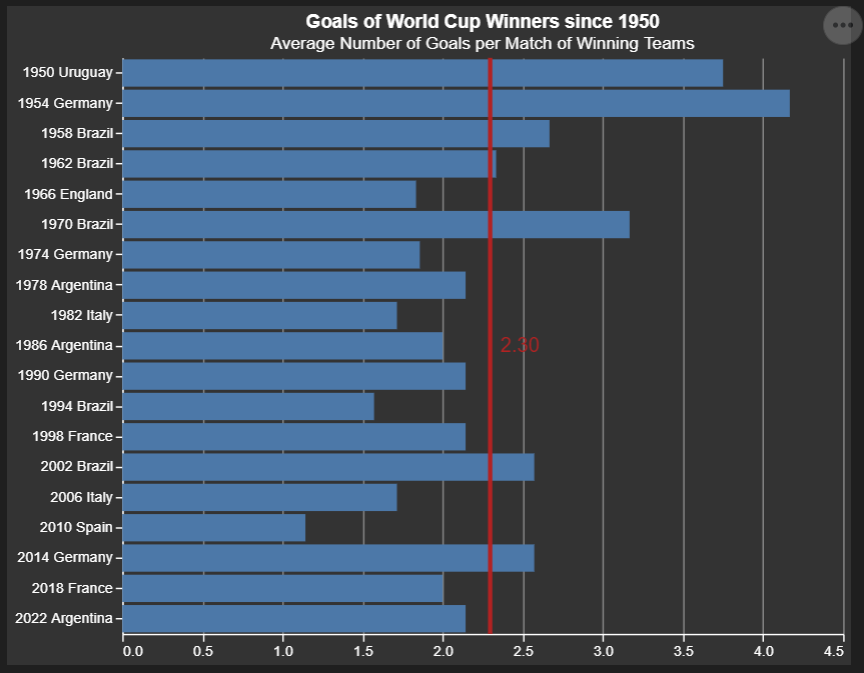 Goals of World Cup Winners since 1950
Average Number of Goals per Match of Winning Teams
1950 Uruguay
1954 Germany
1958 Brazil
1962 Brazil
1966 England
1970 Brazil
1974 Germany
1978 Argentina
1982 Italy
1986 Argentina
2.30
1990 Germany
1994 Brazil
1998 France
2002 Brazil
2006 Italy
2010 Spain
2014 Germany
2018 France
2022 Argentina
0.0 0.5 1.0 1.5 2.0 2.5 3.0 3.5 4.0 4.5